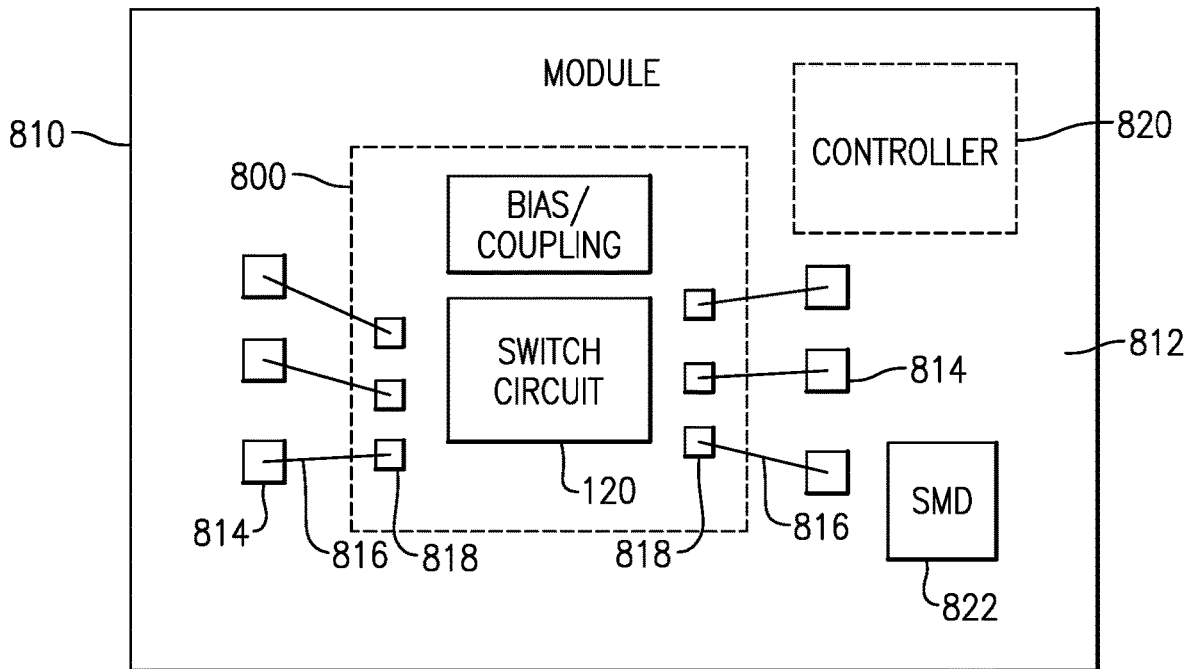 MODULE
810
CONTROLLER
820
800
BIAS/
COUPLING
SWITCH
CIRCUIT
812
814
SMD
120
814
816
818
818
816
822